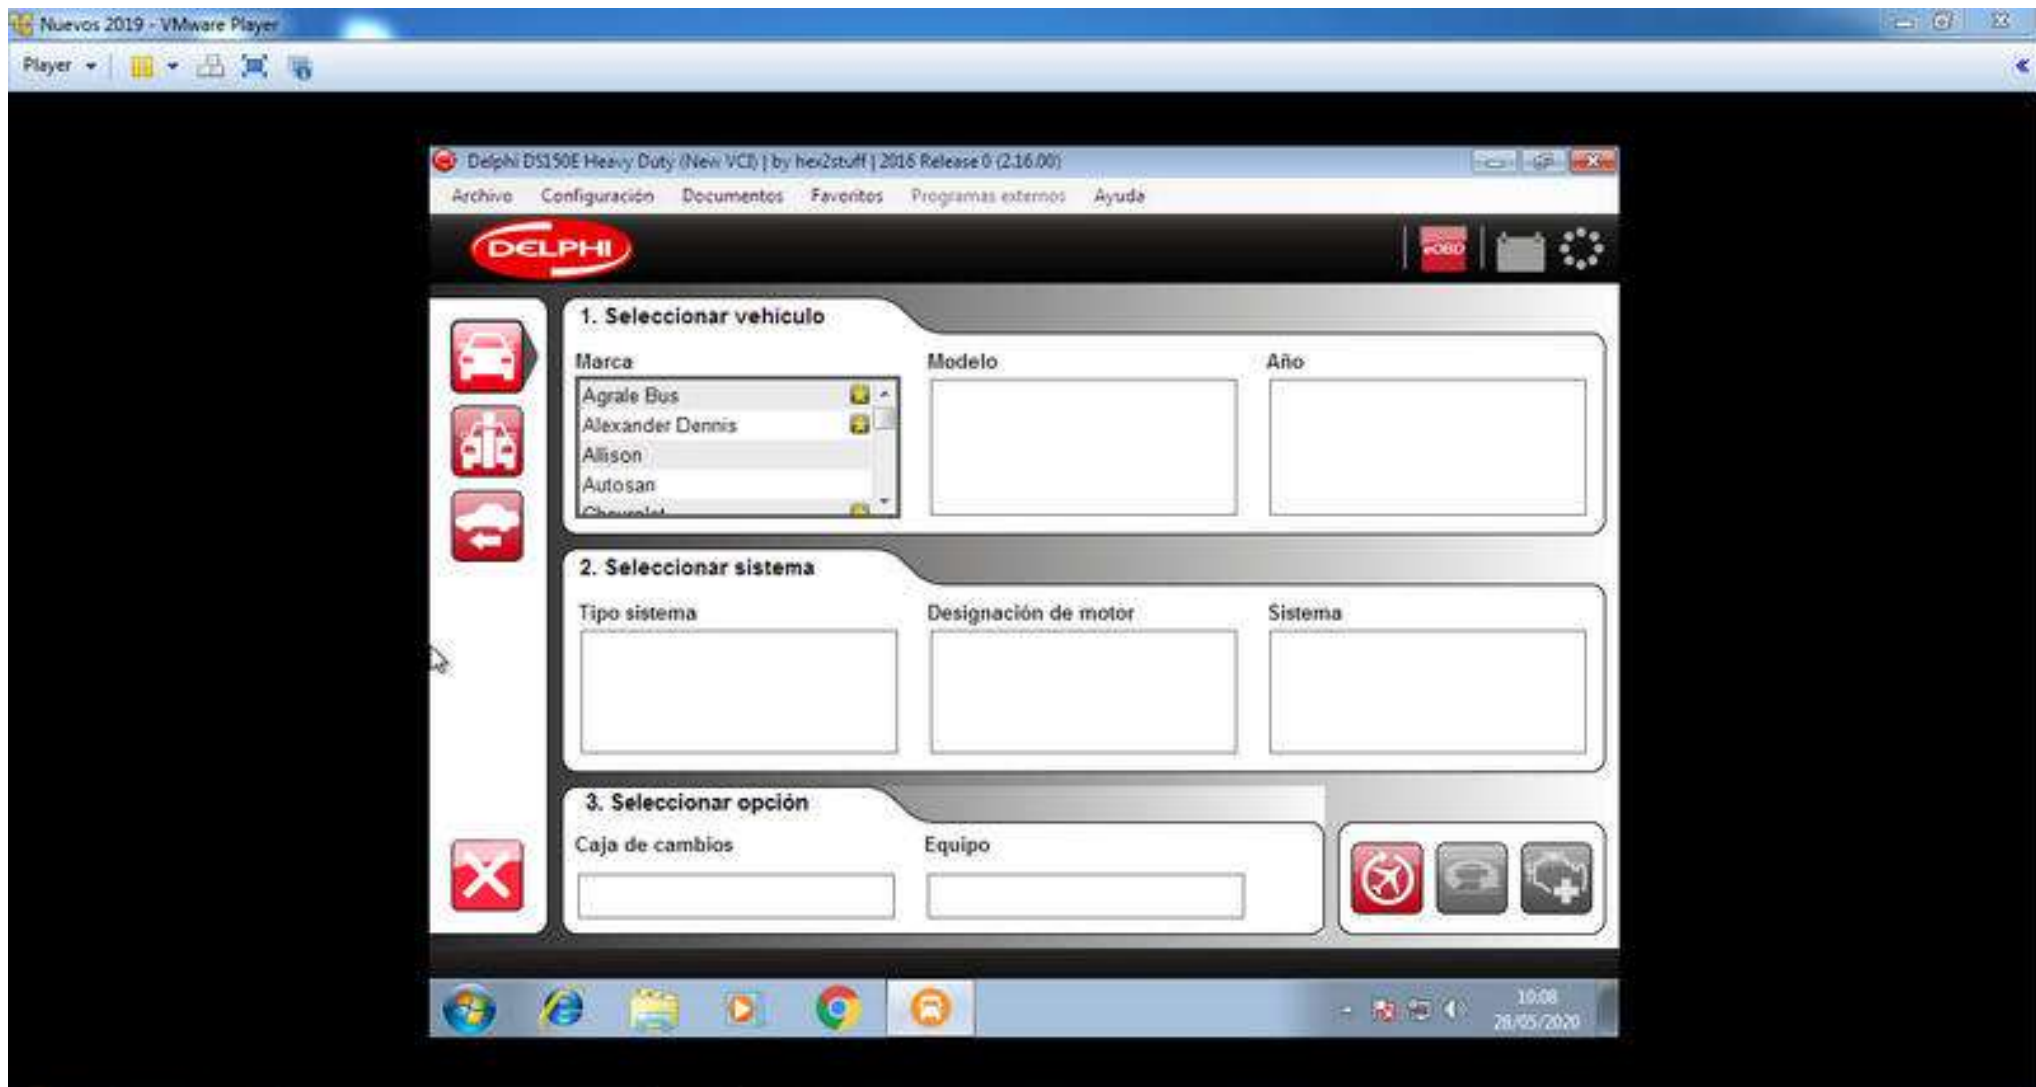 Nuevos 2019 - VMware Player
Player
Delphi DS150E Heavy Duty (New VCI) | by hex2stuff | 2016 Release 0 (2.16.00)
Archivo Configuración Documentos Favoritos Programas externos Ayuda
DELPHI
eOBD
1. Seleccionar vehículo
Marca Modelo Año
Agrale Bus
Alexander Dennis
Allison
Autosan
Chevrolet
2. Seleccionar sistema
Tipo sistema Designación de motor Sistema
3. Seleccionar opción
Caja de cambios Equipo
10:08
28/05/2020